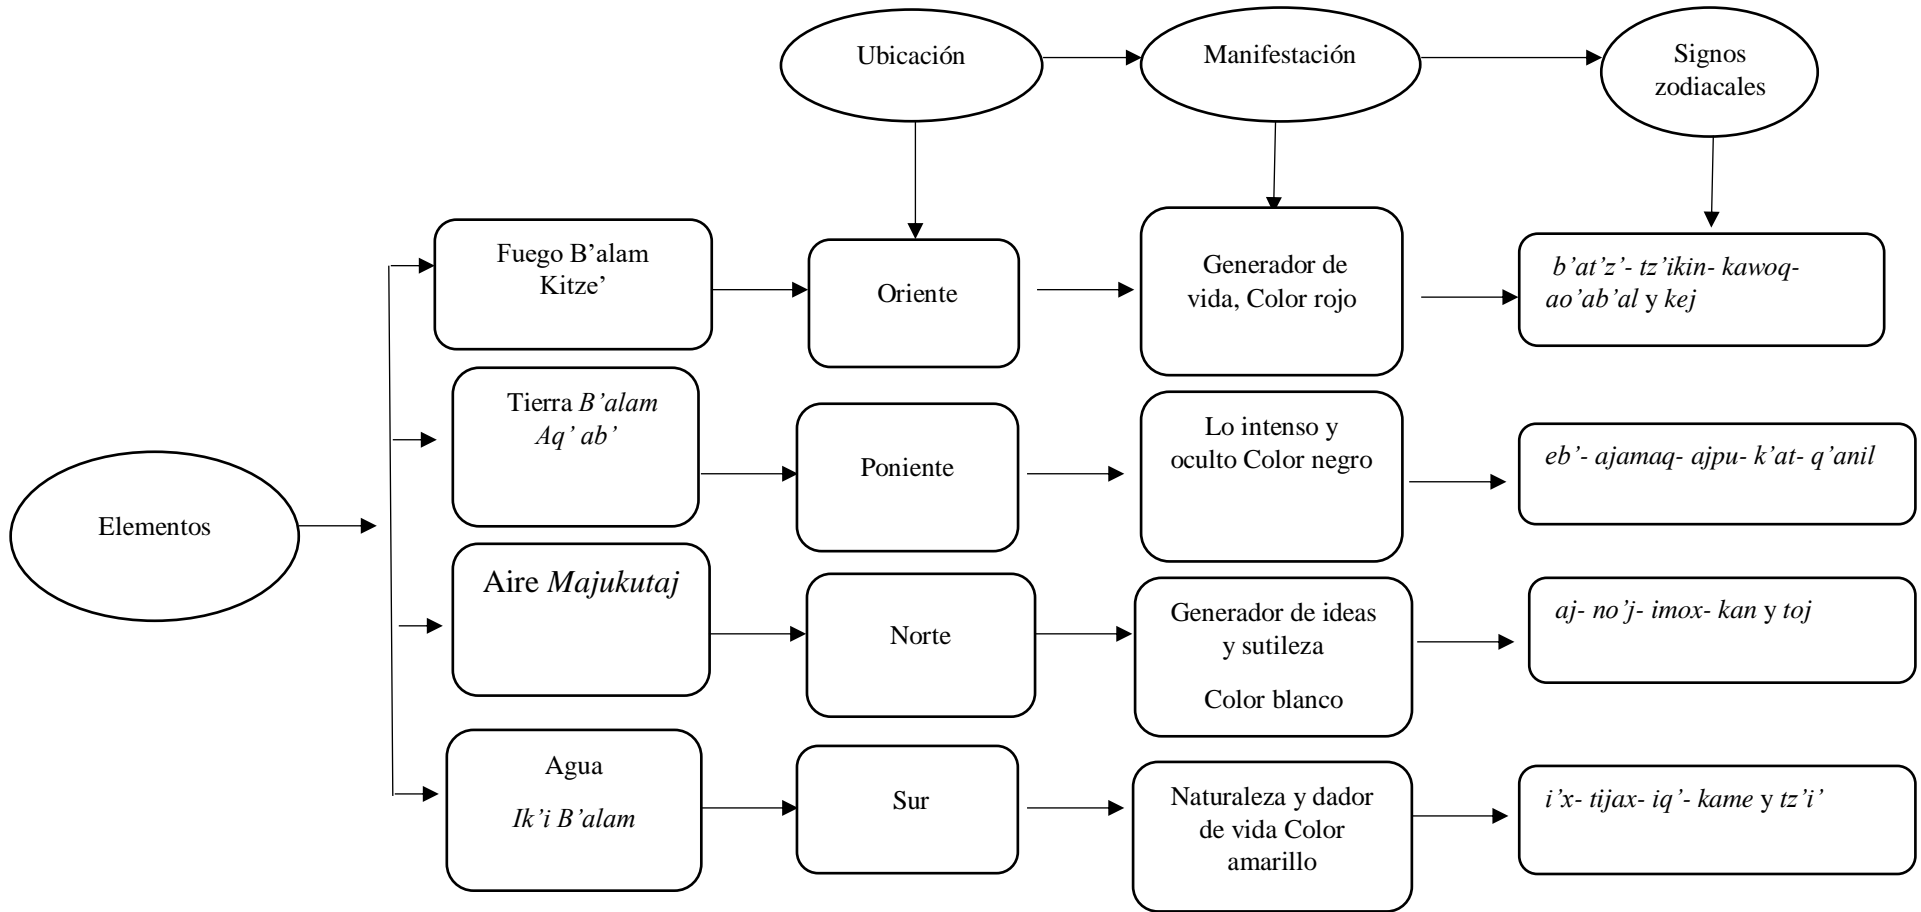 Ubicación
Manifestación
Signos
zodiacales
Elementos
Fuego B’alam
Kitze’
Oriente
Generador de
vida, Color rojo
b’at’z’- tz’ikin- kawoq-
ao’ab’al y kej
Tierra B’alam
Aq’ ab’
Poniente
Lo intenso y
oculto Color negro
eb’- ajamaq- ajpu- k’at- q’anil
Aire Majukutaj
Norte
Generador de ideas
y sutileza
Color blanco
aj- no’j- imox- kan y toj
Agua
Ik’i B’alam
Sur
Naturaleza y dador
de vida Color
amarillo
i’x- tijax- iq’- kame y tz’i’